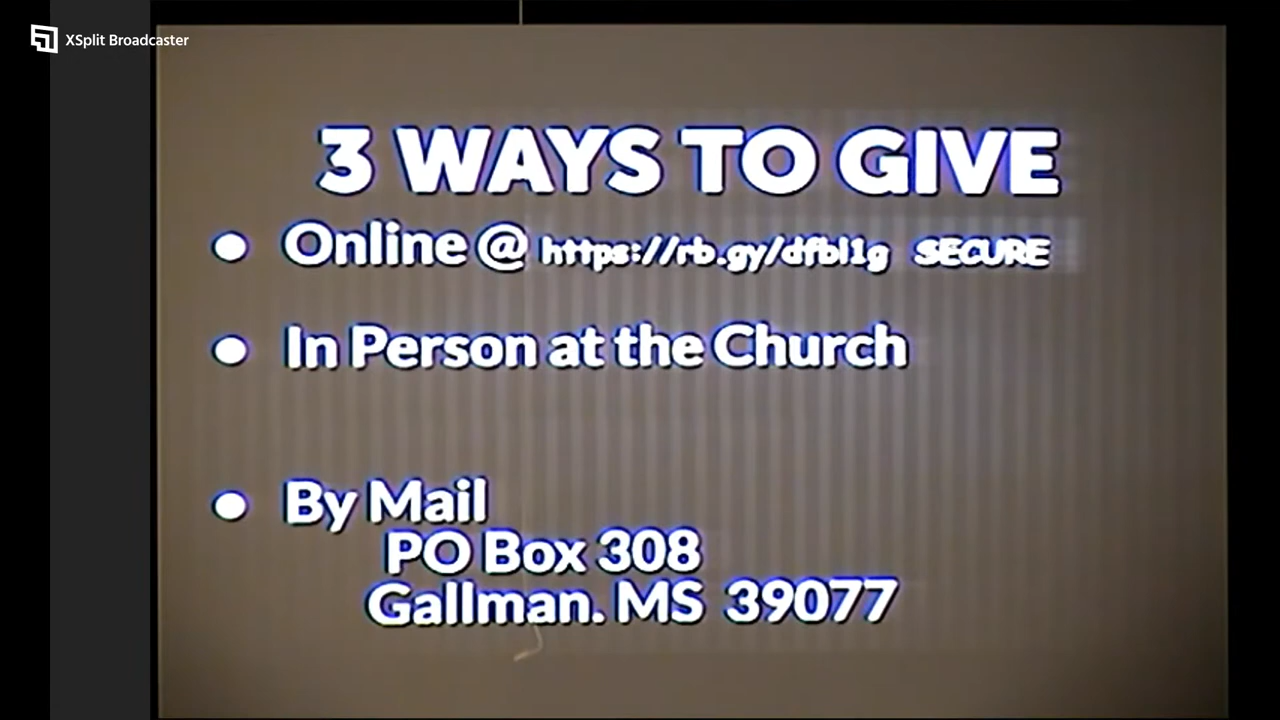 XSplit Broadcaster
3 WAYS TO GIVE
Online @ https://rb.gy/dfbl1g SECURE
In Person at the Church
By Mail
PO Box 308
Gallman. MS 39077